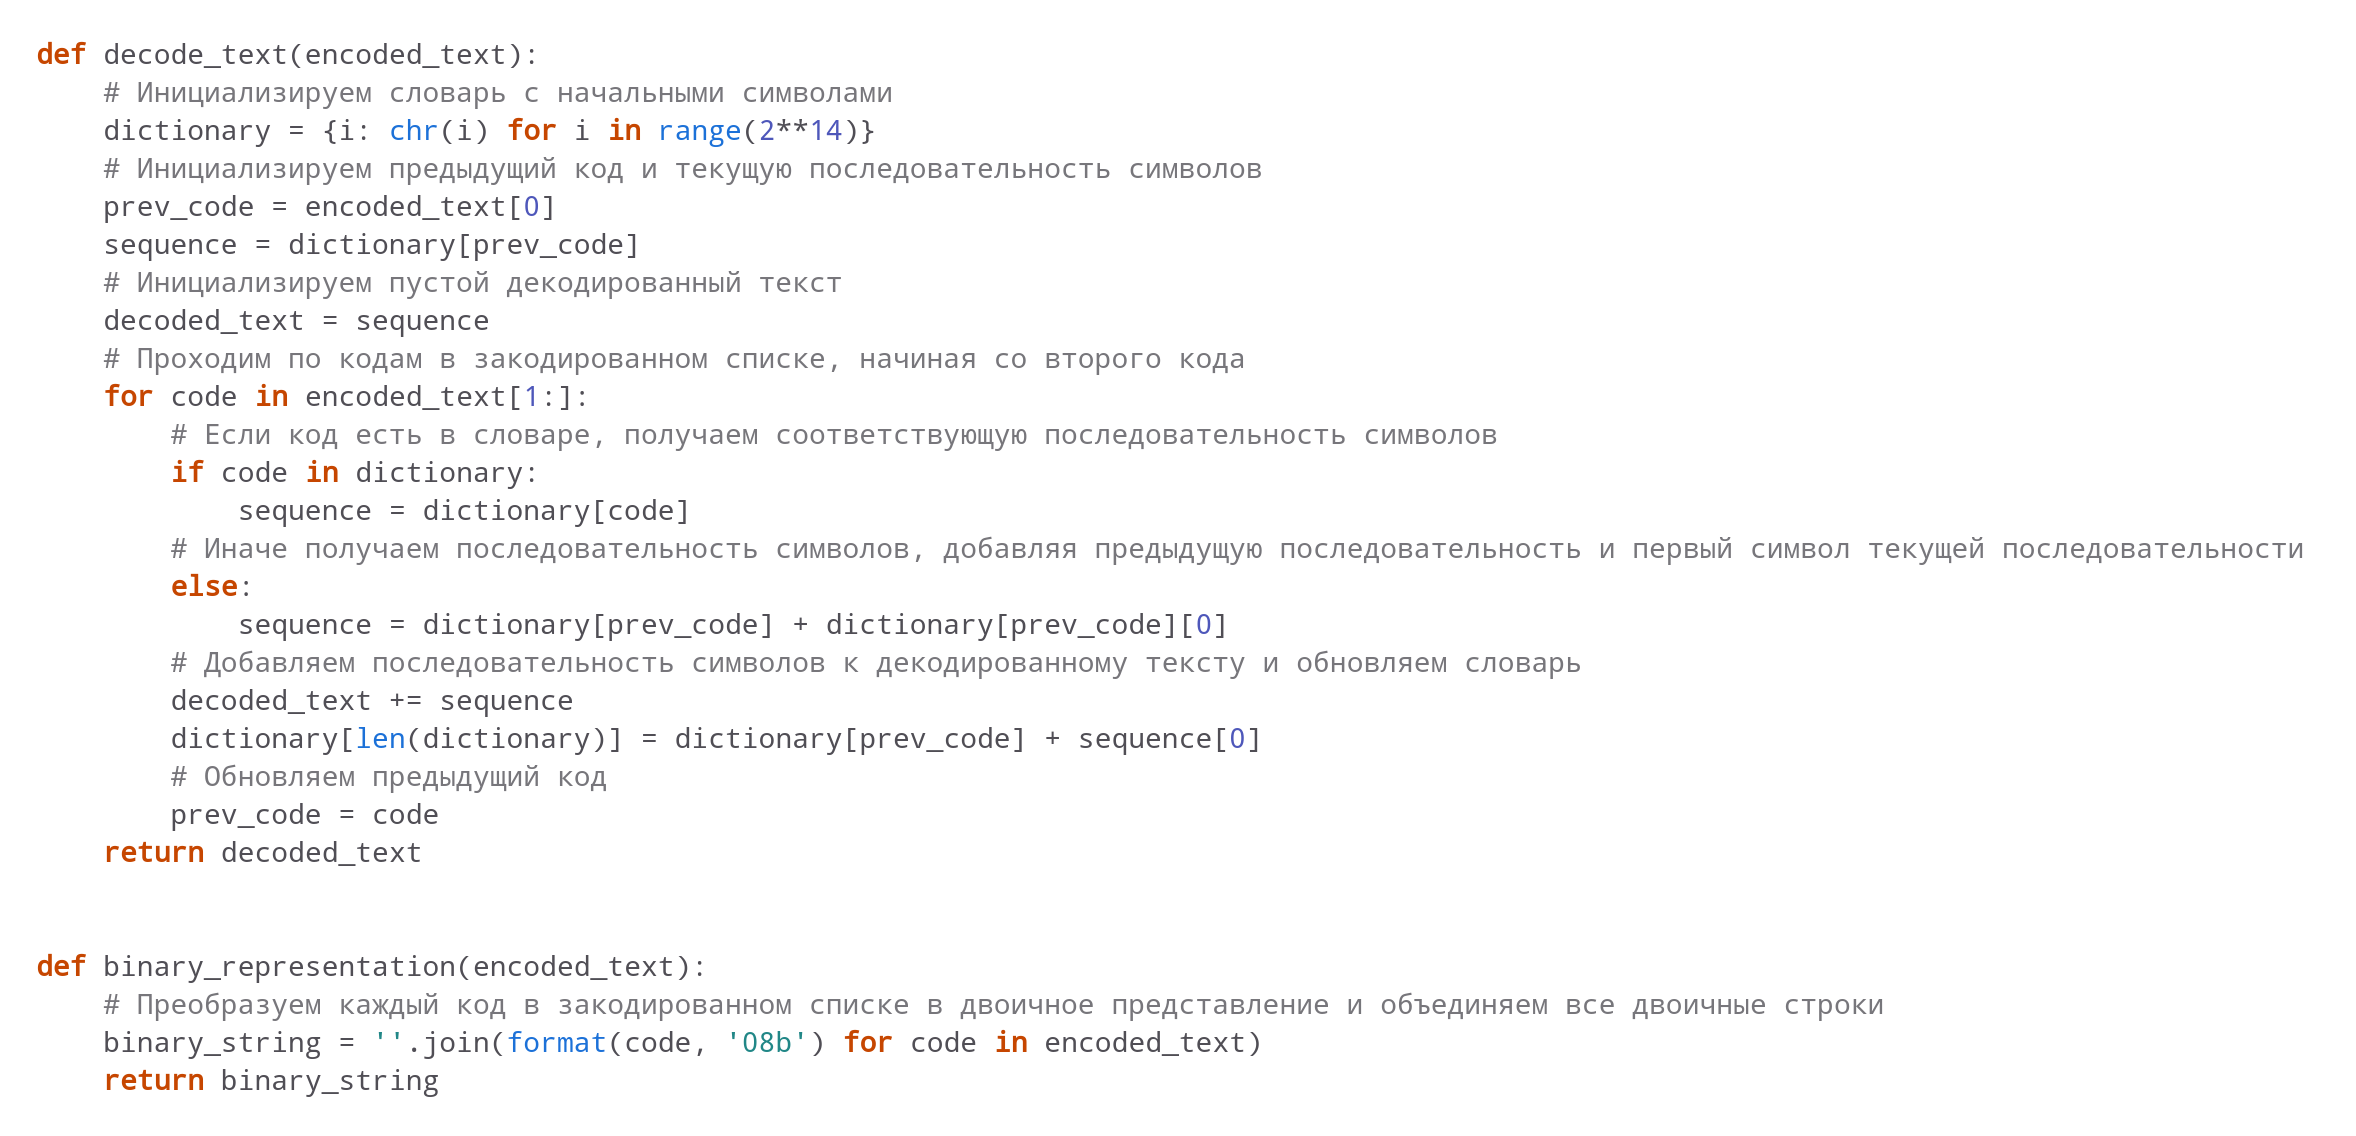 def decode_text(encoded_text):
    # Инициализируем словарь с начальными символами
    dictionary = {i: chr(i) for i in range(2**14)}
    # Инициализируем предыдущий код и текущую последовательность символов
    prev_code = encoded_text[0]
    sequence = dictionary[prev_code]
    # Инициализируем пустой декодированный текст
    decoded_text = sequence
    # Проходим по кодам в закодированном списке, начиная со второго кода
    for code in encoded_text[1:]:
        # Если код есть в словаре, получаем соответствующую последовательность символов
        if code in dictionary:
            sequence = dictionary[code]
        # Иначе получаем последовательность символов, добавляя предыдущую последовательность и первый символ текущей последовательности
        else:
            sequence = dictionary[prev_code] + dictionary[prev_code][0]
        # Добавляем последовательность символов к декодированному тексту и обновляем словарь
        decoded_text += sequence
        dictionary[len(dictionary)] = dictionary[prev_code] + sequence[0]
        # Обновляем предыдущий код
        prev_code = code
    return decoded_text


def binary_representation(encoded_text):
    # Преобразуем каждый код в закодированном списке в двоичное представление и объединяем все двоичные строки
    binary_string = ''.join(format(code, '08b') for code in encoded_text)
    return binary_string